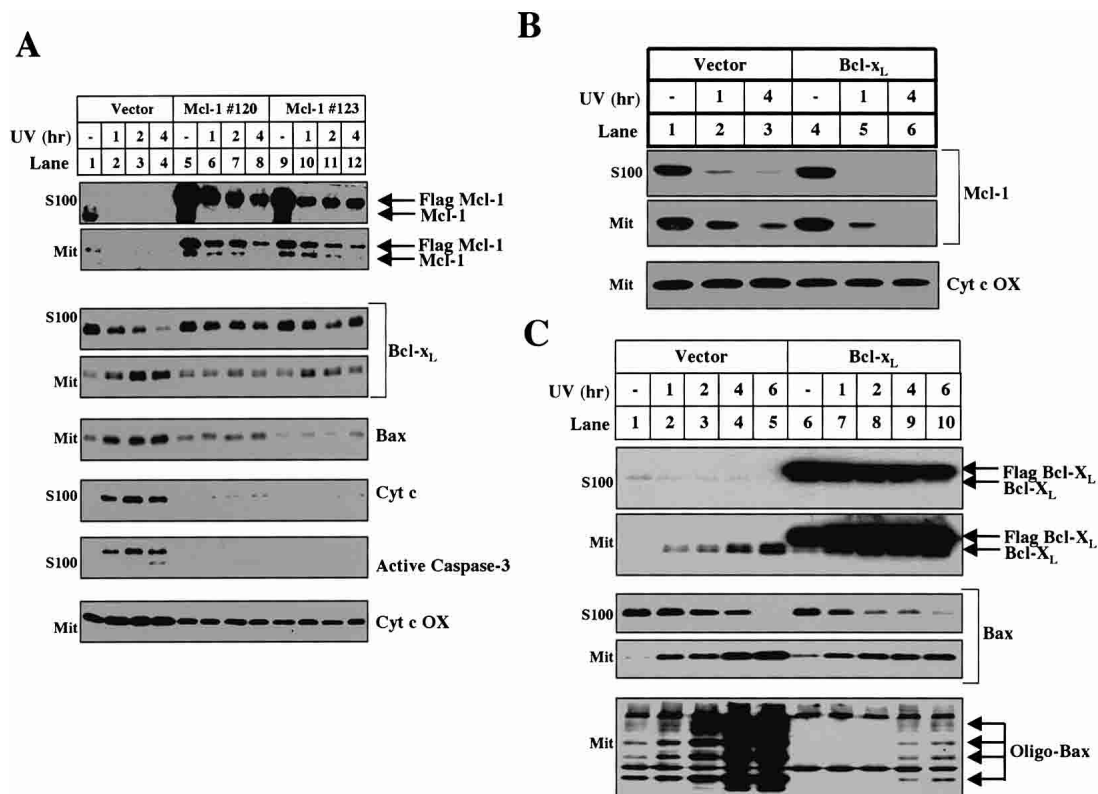 A
Vector Mcl-1 #120 Mcl-1 #123
UV (hr) - 1 2 4 - 1 2 4 - 1 2 4
Lane 1 2 3 4 5 6 7 8 9 10 11 12
S100 Flag Mcl-1
Mcl-1
Mit Flag Mcl-1
Mcl-1
S100
Bcl-xL
Mit
Mit Bax
S100 Cyt c
S100 Active Caspase-3
Mit Cyt c OX
B
Vector Bcl-xL
UV (hr) - 1 4 - 1 4
Lane 1 2 3 4 5 6
S100
Mcl-1
Mit
Mit Cyt c OX
C
Vector Bcl-xL
UV (hr) - 1 2 4 6 - 1 2 4 6
Lane 1 2 3 4 5 6 7 8 9 10
S100 Flag Bcl-XL
Bcl-XL
Mit Flag Bcl-XL
Bcl-XL
S100
Bax
Mit
Mit Oligo-Bax